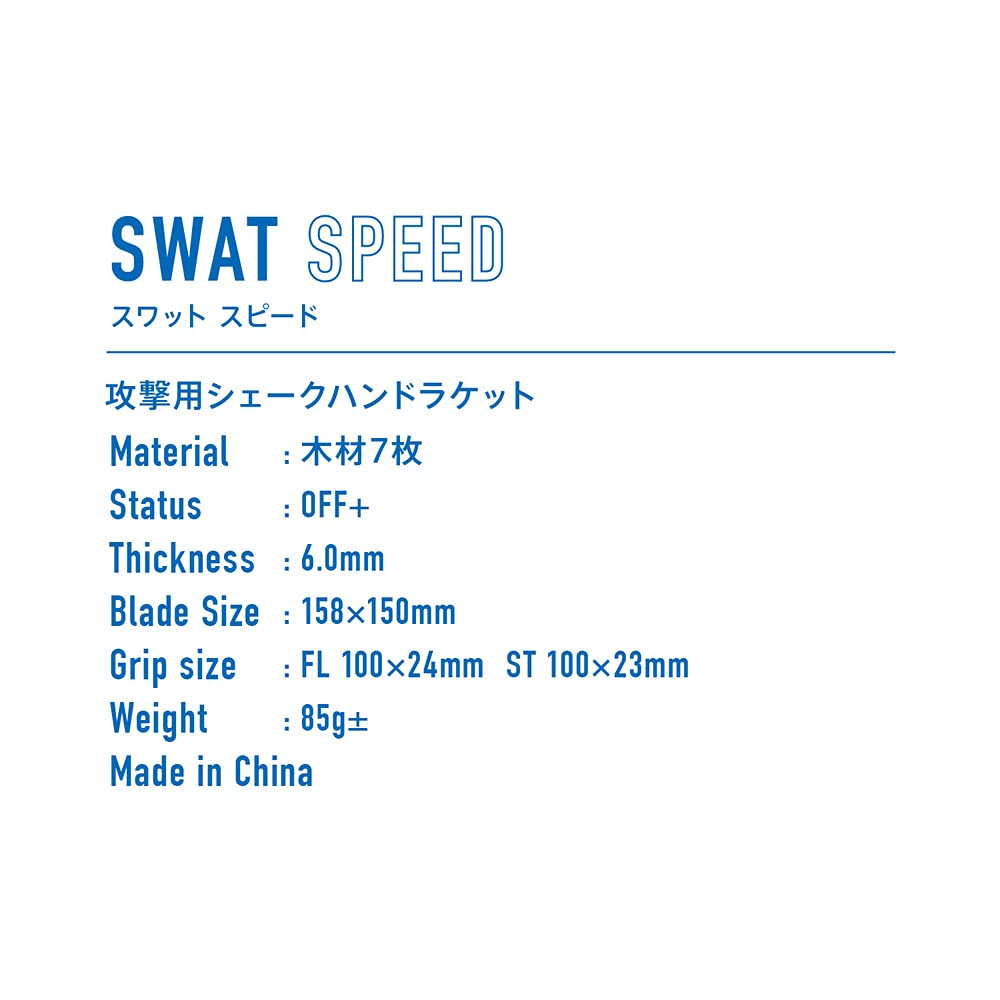 SWAT SPEED
スワット スピード
攻撃用シェークハンドラケット
Material : 木材7枚
Status : OFF+
Thickness : 6.0mm
Blade Size : 158×150mm
Grip size : FL 100×24mm ST 100×23mm
Weight : 85g±
Made in China